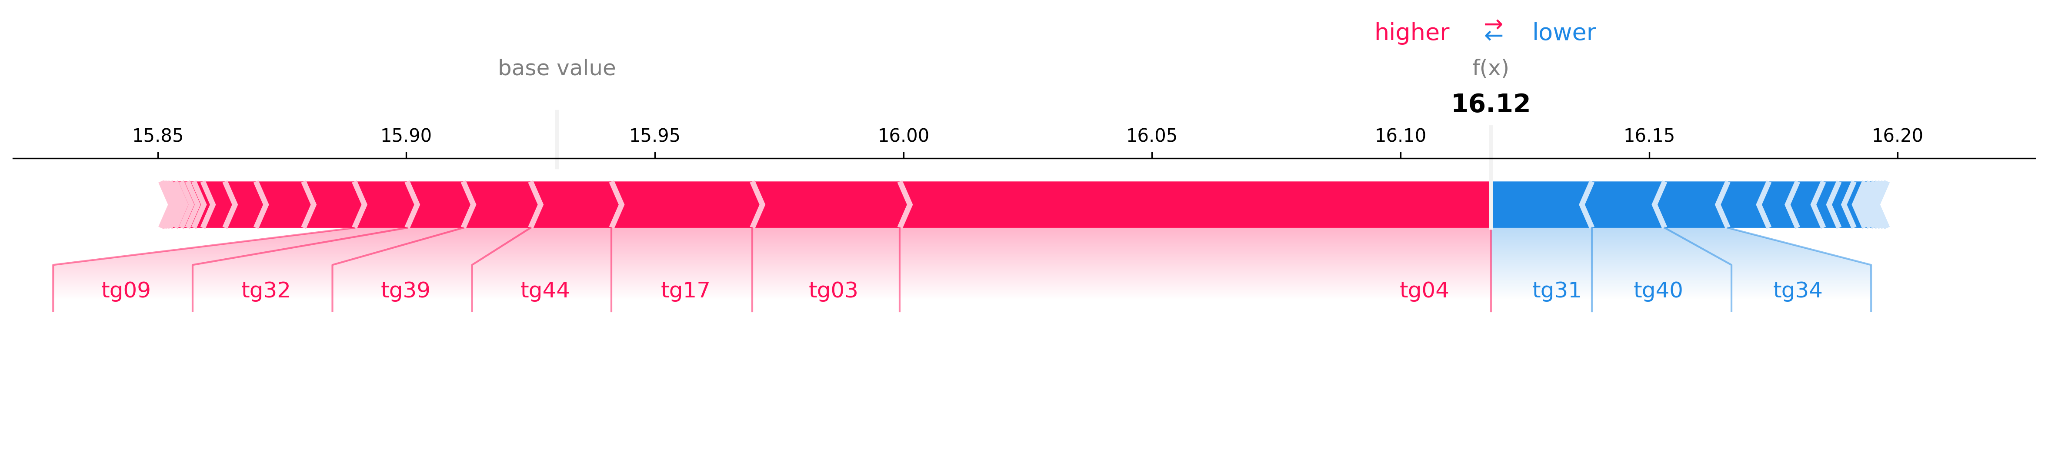 higher ⇄ lower
base value f(x)
16.12
15.85 15.90 15.95 16.00 16.05 16.10 16.15 16.20
tg09 tg32 tg39 tg44 tg17 tg03 tg04 tg31 tg40 tg34